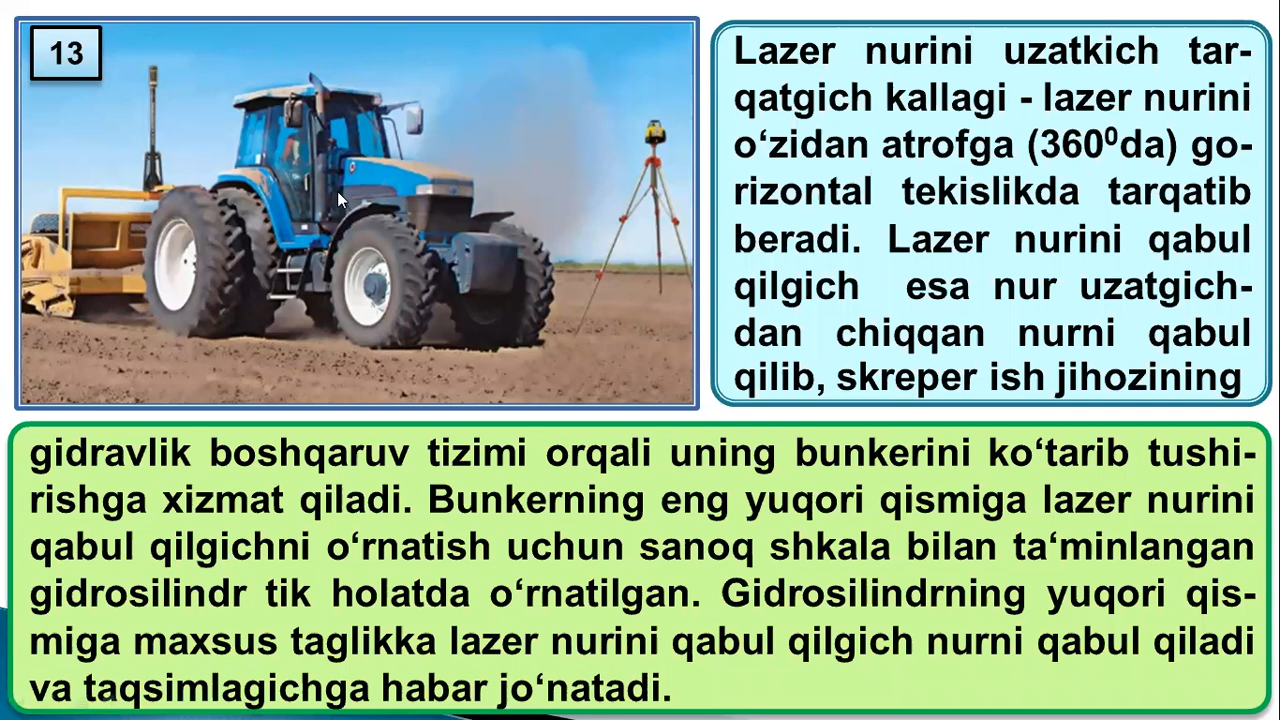 13
Lazer nurini uzatkich tar-
qatgich kallagi - lazer nurini
o‘zidan atrofga (360⁰da) go-
rizontal tekislikda tarqatib
beradi. Lazer nurini qabul
qilgich esa nur uzatgich-
dan chiqqan nurni qabul
qilib, skreper ish jihozining
gidravlik boshqaruv tizimi orqali uning bunkerini ko‘tarib tushi-
rishga xizmat qiladi. Bunkerning eng yuqori qismiga lazer nurini
qabul qilgichni o‘rnatish uchun sanoq shkala bilan ta‘minlangan
gidrosilindr tik holatda o‘rnatilgan. Gidrosilindrning yuqori qis-
miga maxsus taglikka lazer nurini qabul qilgich nurni qabul qiladi
va taqsimlagichga habar jo‘natadi.